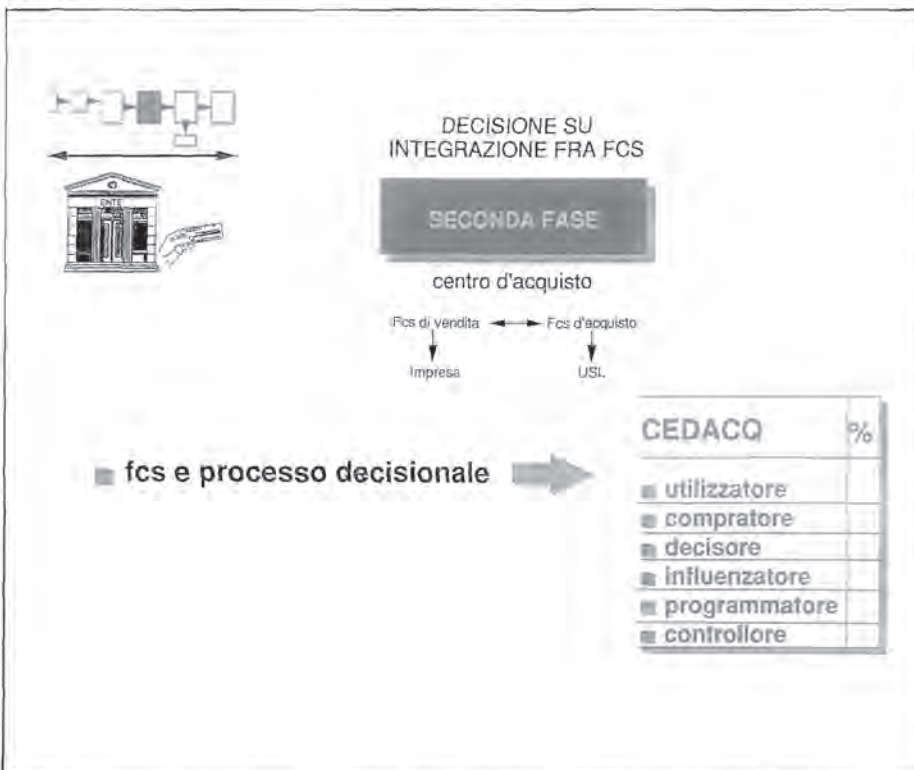 ENTE
DECISIONE SU
INTEGRAZIONE FRA FCS
SECONDA FASE
centro d'acquisto
Fcs di vendita Fcs d'acquisto
Impresa USL
fcs e processo decisionale
CEDACQ %
utilizzatore
compratore
decisore
influenzatore
programmatore
controllore